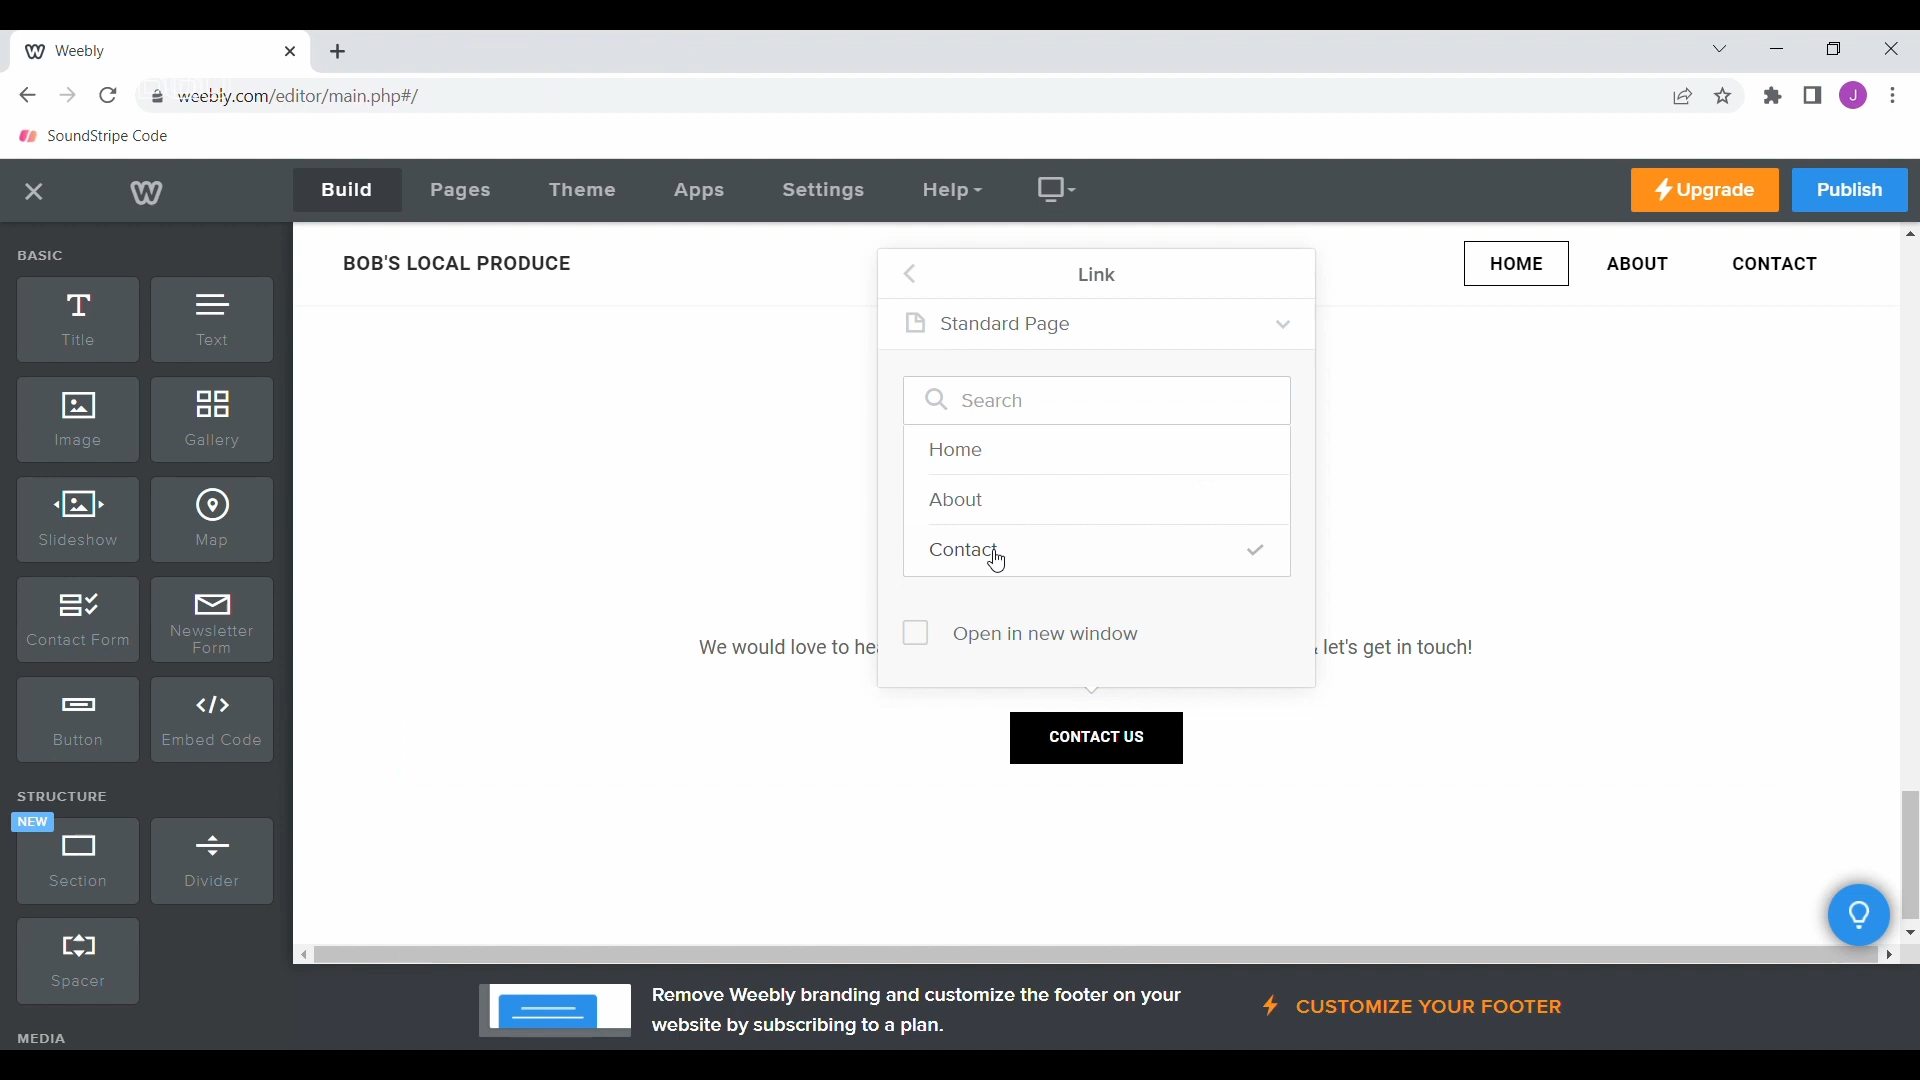 Weebly
weebly.com/editor/main.php#/
J
SoundStripe Code
Build
Pages
Theme
Apps
Settings
Help
Upgrade
Publish
BASIC
Title
Text
Image
Gallery
Slideshow
Map
Contact Form
Newsletter
Form
Button
Embed Code
STRUCTURE
NEW
Section
Divider
Spacer
MEDIA
BOB'S LOCAL PRODUCE
HOME
ABOUT
CONTACT
Link
Standard Page
Search
Home
About
Contact
Open in new window
We would love to
let's get in touch!
CONTACT US
Remove Weebly branding and customize the footer on your
website by subscribing to a plan.
CUSTOMIZE YOUR FOOTER